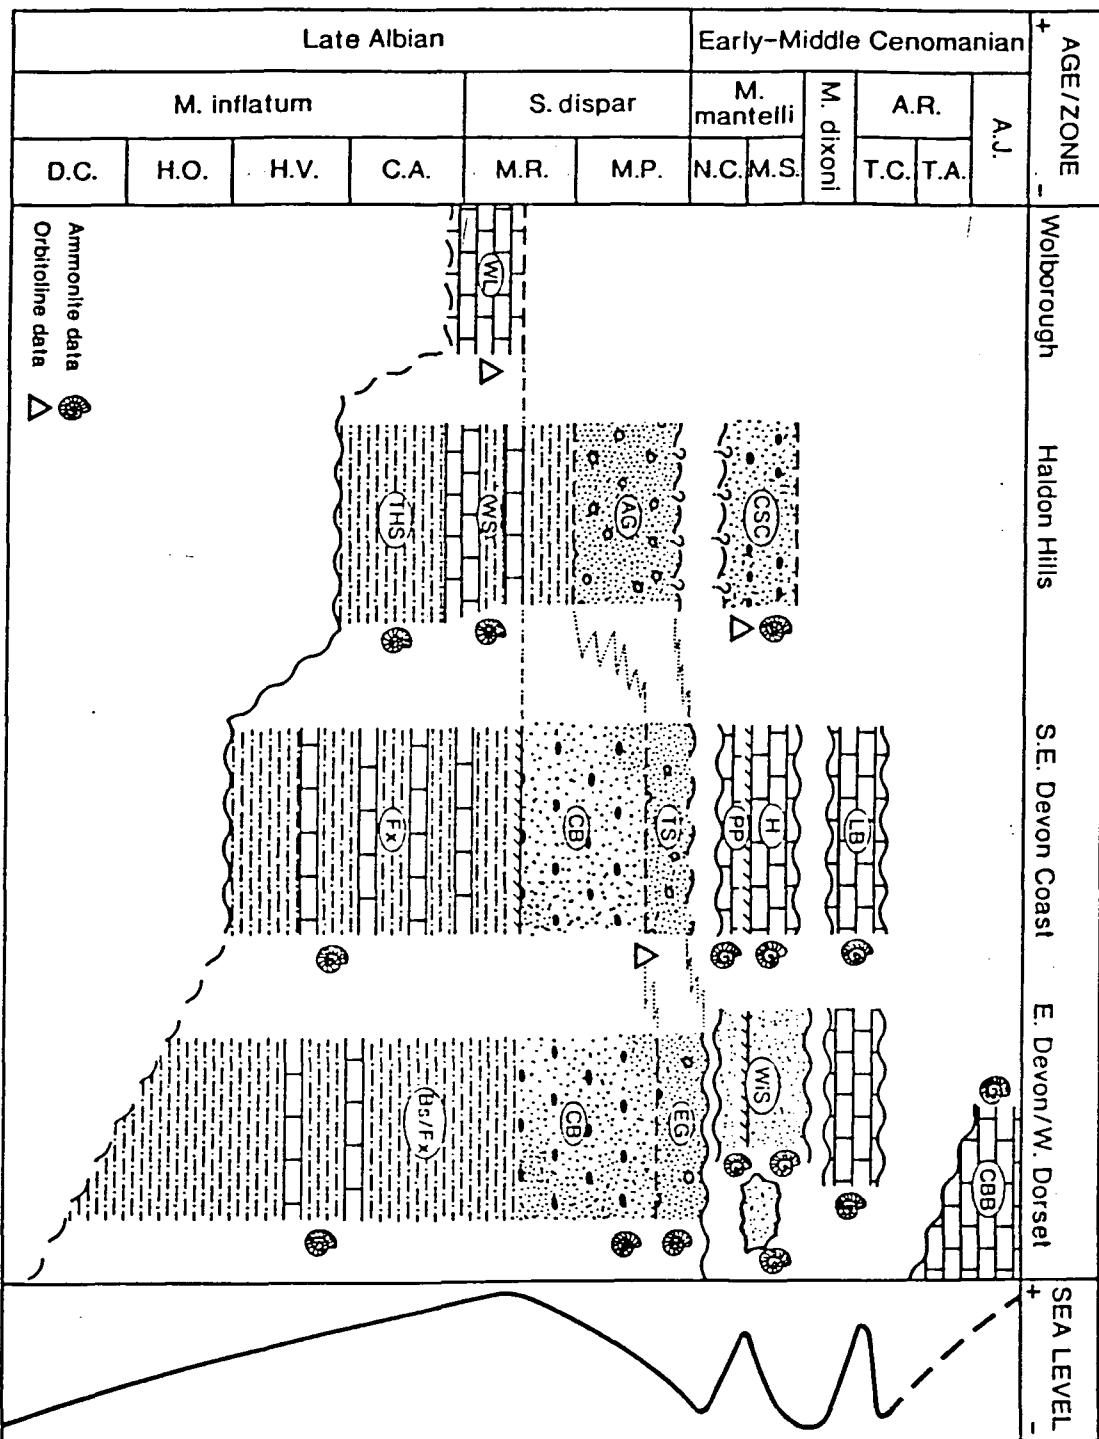 Late Albian
Early-Middle Cenomanian
+ AGE/ZONE -
M. inflatum
S. dispar
M. mantelli
M. dixoni
A.R.
A.J.
D.C.
H.O.
H.V.
C.A.
M.R.
M.P.
N.C.
M.S.
T.C.
T.A.
Wolborough
Haldon Hills
S.E. Devon Coast
E. Devon/W. Dorset
+ SEA LEVEL -
WL
THS
WS
AG
CSC
Fx
CB
TS
PP
H
LB
Bs/Fx
CB
EG
WiS
CBB
? ? ? ? ?
? ? ? ? ?
Ammonite data
Orbitoline data